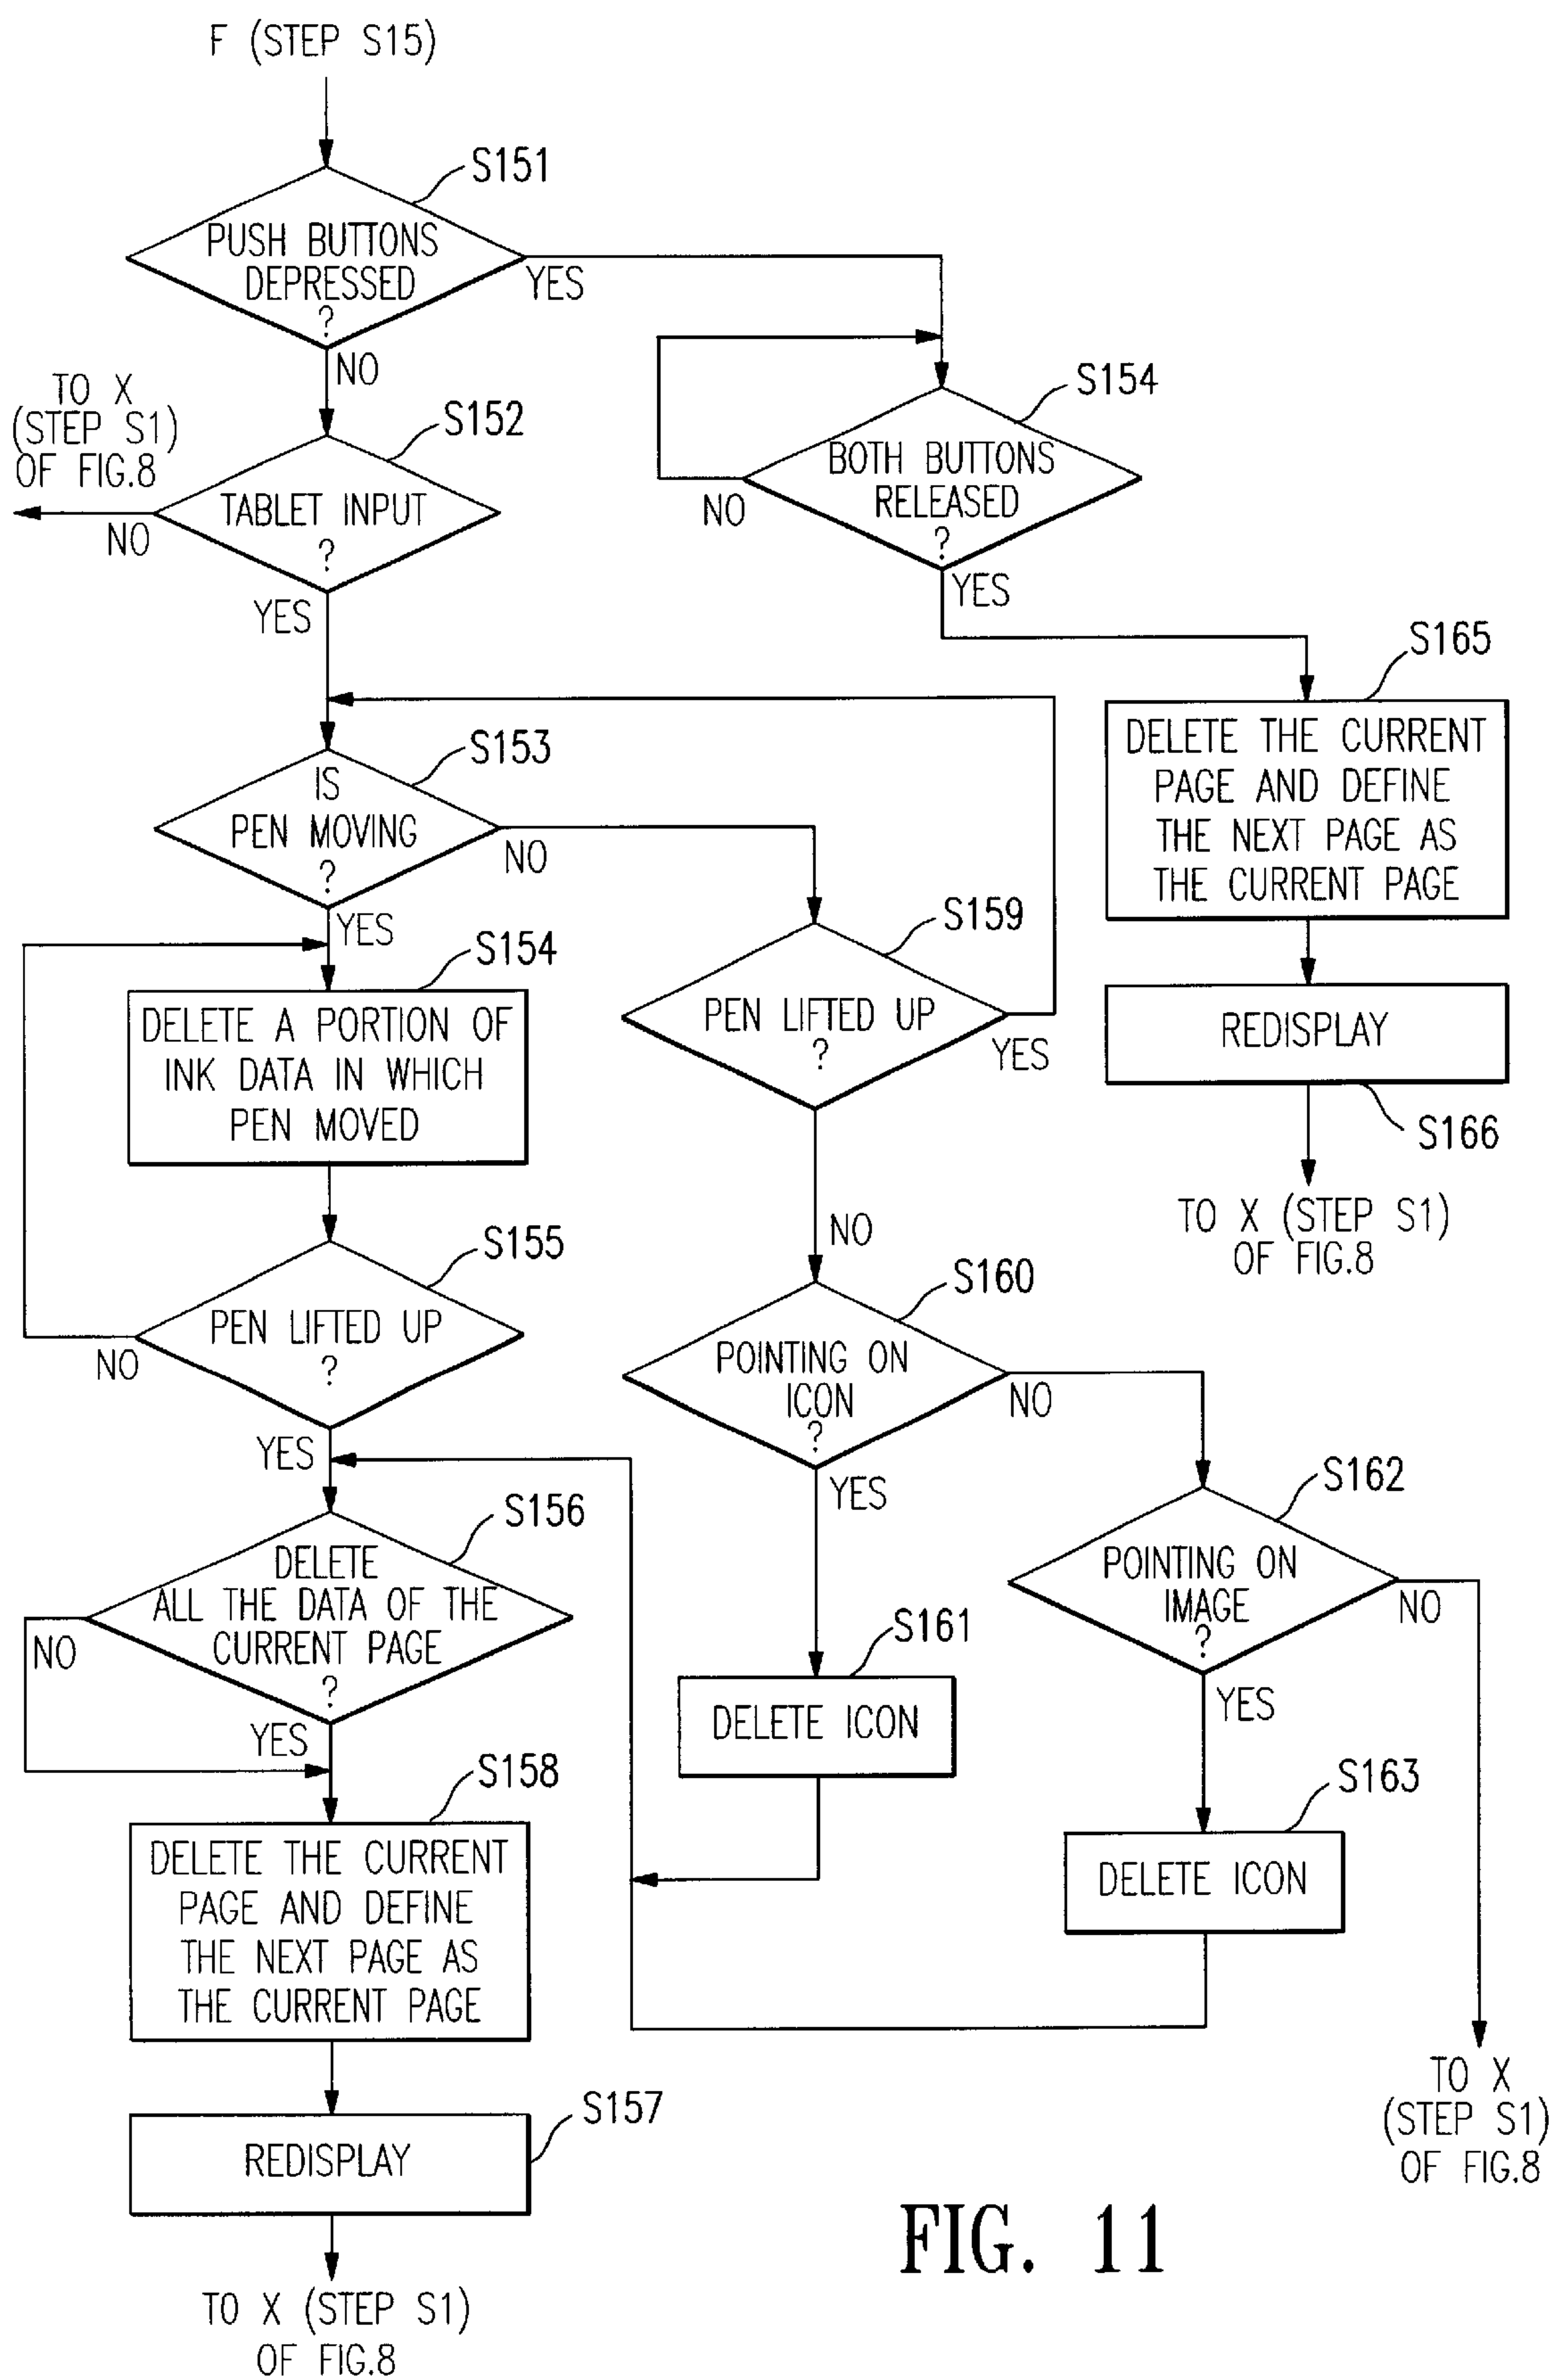 F (STEP S15)
S151
PUSH BUTTONS
DEPRESSED
?
YES
NO
TO X
(STEP S1)
OF FIG.8
S152
TABLET INPUT
?
NO
YES
S154
BOTH BUTTONS
RELEASED
?
NO
YES
S165
DELETE THE CURRENT
PAGE AND DEFINE
THE NEXT PAGE AS
THE CURRENT PAGE
REDISPLAY
S166
TO X (STEP S1)
OF FIG.8
S153
IS
PEN MOVING
?
NO
YES
S154
DELETE A PORTION OF
INK DATA IN WHICH
PEN MOVED
S155
PEN LIFTED UP
?
NO
YES
S159
PEN LIFTED UP
?
YES
NO
S160
POINTING ON
ICON
?
NO
YES
S161
DELETE ICON
S162
POINTING ON
IMAGE
?
NO
YES
S163
DELETE ICON
TO X
(STEP S1)
OF FIG.8
S156
DELETE
ALL THE DATA OF THE
CURRENT PAGE
?
NO
YES
S158
DELETE THE CURRENT
PAGE AND DEFINE
THE NEXT PAGE AS
THE CURRENT PAGE
S157
REDISPLAY
TO X (STEP S1)
OF FIG.8
FIG. 11